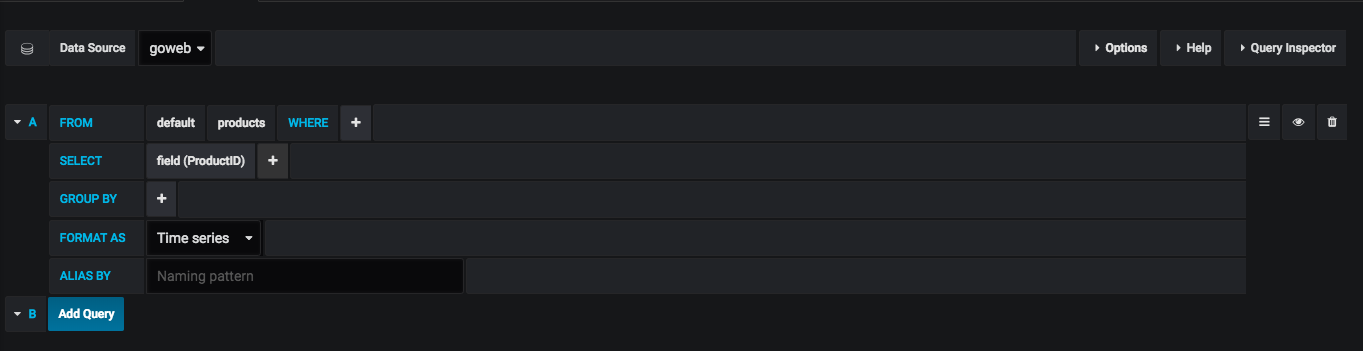 Data Source goweb Options Help Query Inspector
A FROM default products WHERE +
SELECT field (ProductID) +
GROUP BY +
FORMAT AS Time series
ALIAS BY Naming pattern
B Add Query